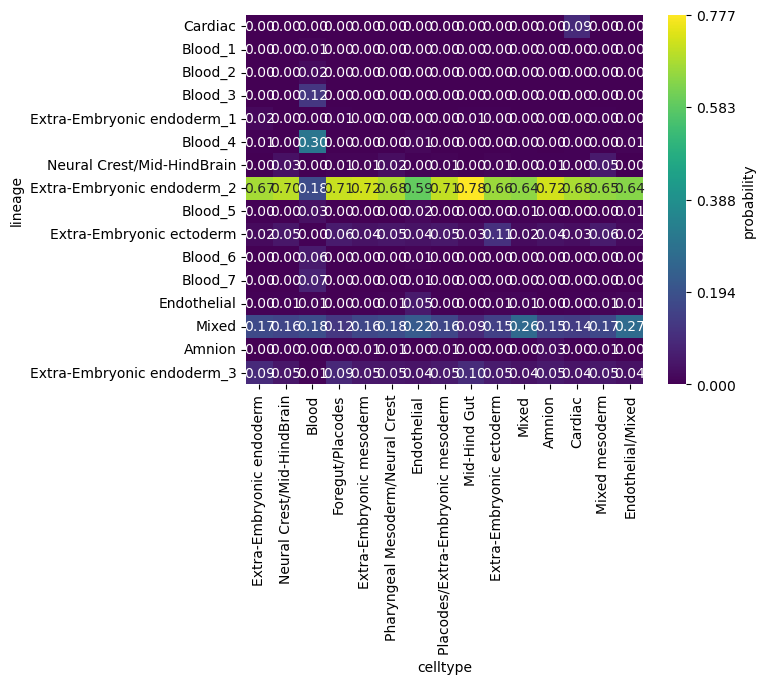 Cardiac 0.00 0.00 0.00 0.00 0.00 0.00 0.00 0.00 0.00 0.00 0.00 0.00 0.09 0.00 0.00
Blood_1 0.00 0.00 0.01 0.00 0.00 0.00 0.00 0.00 0.00 0.00 0.00 0.00 0.00 0.00 0.00
Blood_2 0.00 0.00 0.02 0.00 0.00 0.00 0.00 0.00 0.00 0.00 0.00 0.00 0.00 0.00 0.00
Blood_3 0.00 0.00 0.12 0.00 0.00 0.00 0.00 0.00 0.00 0.00 0.00 0.00 0.00 0.00 0.00
Extra-Embryonic endoderm_1 0.02 0.00 0.00 0.01 0.00 0.00 0.00 0.00 0.01 0.00 0.00 0.00 0.00 0.00 0.00
Blood_4 0.01 0.00 0.30 0.00 0.00 0.00 0.01 0.00 0.00 0.00 0.00 0.00 0.00 0.00 0.01
Neural Crest/Mid-HindBrain 0.00 0.03 0.00 0.01 0.01 0.02 0.00 0.01 0.00 0.01 0.00 0.01 0.00 0.05 0.00
Extra-Embryonic endoderm_2 0.67 0.70 0.18 0.71 0.72 0.68 0.59 0.71 0.78 0.66 0.64 0.72 0.68 0.65 0.64
Blood_5 0.00 0.00 0.03 0.00 0.00 0.00 0.02 0.00 0.00 0.00 0.01 0.00 0.00 0.00 0.01
Extra-Embryonic ectoderm 0.02 0.05 0.00 0.06 0.04 0.05 0.04 0.05 0.03 0.11 0.02 0.04 0.03 0.06 0.02
Blood_6 0.00 0.00 0.06 0.00 0.00 0.00 0.01 0.00 0.00 0.00 0.00 0.00 0.00 0.00 0.00
Blood_7 0.00 0.00 0.07 0.00 0.00 0.00 0.01 0.00 0.00 0.00 0.00 0.00 0.00 0.00 0.00
Endothelial 0.00 0.01 0.01 0.00 0.00 0.01 0.05 0.00 0.00 0.01 0.01 0.00 0.00 0.01 0.01
Mixed 0.17 0.16 0.18 0.12 0.16 0.18 0.22 0.16 0.09 0.15 0.26 0.15 0.14 0.17 0.27
Amnion 0.00 0.00 0.00 0.00 0.01 0.01 0.00 0.01 0.00 0.00 0.00 0.03 0.00 0.01 0.00
Extra-Embryonic endoderm_3 0.09 0.05 0.01 0.09 0.05 0.05 0.04 0.05 0.10 0.05 0.04 0.05 0.04 0.05 0.04
lineage
Extra-Embryonic endoderm
Neural Crest/Mid-HindBrain
Blood
Foregut/Placodes
Extra-Embryonic mesoderm
Pharyngeal Mesoderm/Neural Crest
Endothelial
Placodes/Extra-Embryonic mesoderm
Mid-Hind Gut
Extra-Embryonic ectoderm
Mixed
Amnion
Cardiac
Mixed mesoderm
Endothelial/Mixed
celltype
0.777
0.583
0.388
0.194
0.000
probability